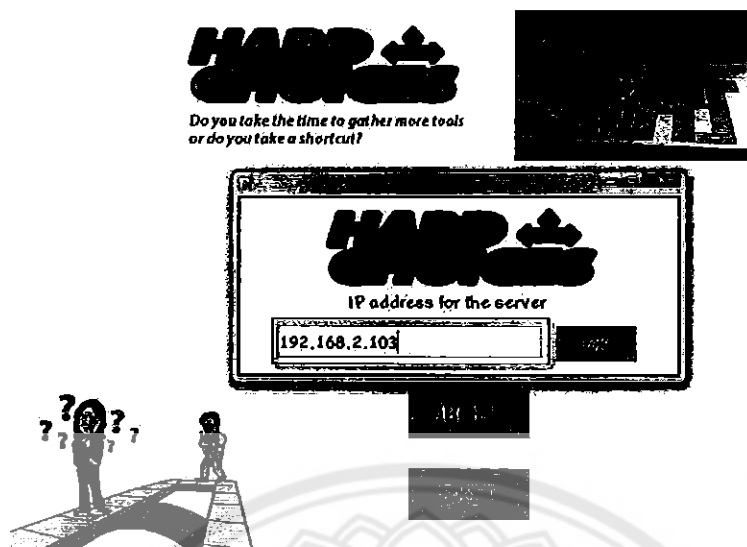 HARD
CHOICES
Do you take the time to gather more tools
or do you take a shortcut?
HARD
CHOICES
IP address for the server
192.168.2.103
? ? ? ? ? ?